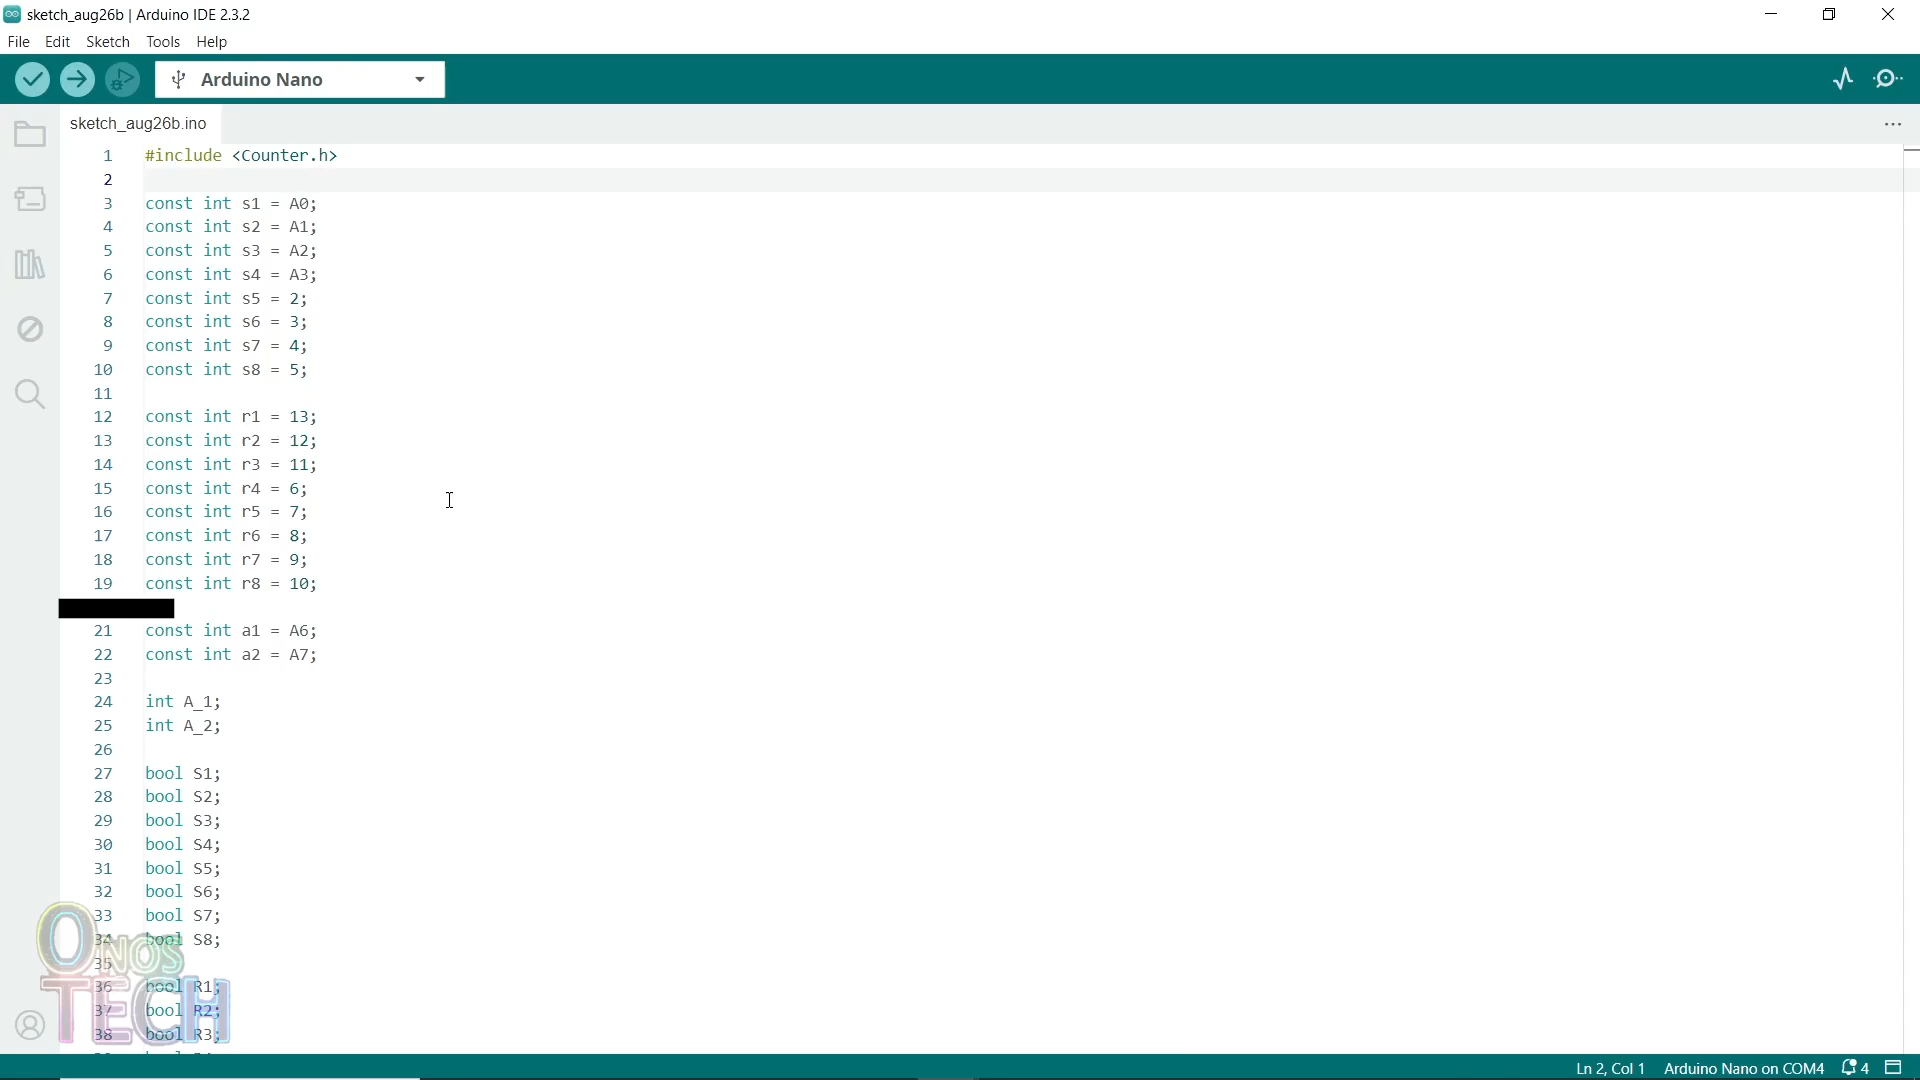 sketch_aug26b | Arduino IDE 2.3.2
File Edit Sketch Tools Help
Arduino Nano
sketch_aug26b.ino
1 #include <Counter.h>
2
3 const int s1 = A0;
4 const int s2 = A1;
5 const int s3 = A2;
6 const int s4 = A3;
7 const int s5 = 2;
8 const int s6 = 3;
9 const int s7 = 4;
10 const int s8 = 5;
11
12 const int r1 = 13;
13 const int r2 = 12;
14 const int r3 = 11;
15 const int r4 = 6;
16 const int r5 = 7;
17 const int r6 = 8;
18 const int r7 = 9;
19 const int r8 = 10;
21 const int a1 = A6;
22 const int a2 = A7;
23
24 int A_1;
25 int A_2;
26
27 bool S1;
28 bool S2;
29 bool S3;
30 bool S4;
31 bool S5;
32 bool S6;
33 bool S7;
34 bool S8;
35
36 bool R1;
37 bool R2;
38 bool R3;
ONOS
TECH
Ln 2, Col 1 Arduino Nano on COM4 4